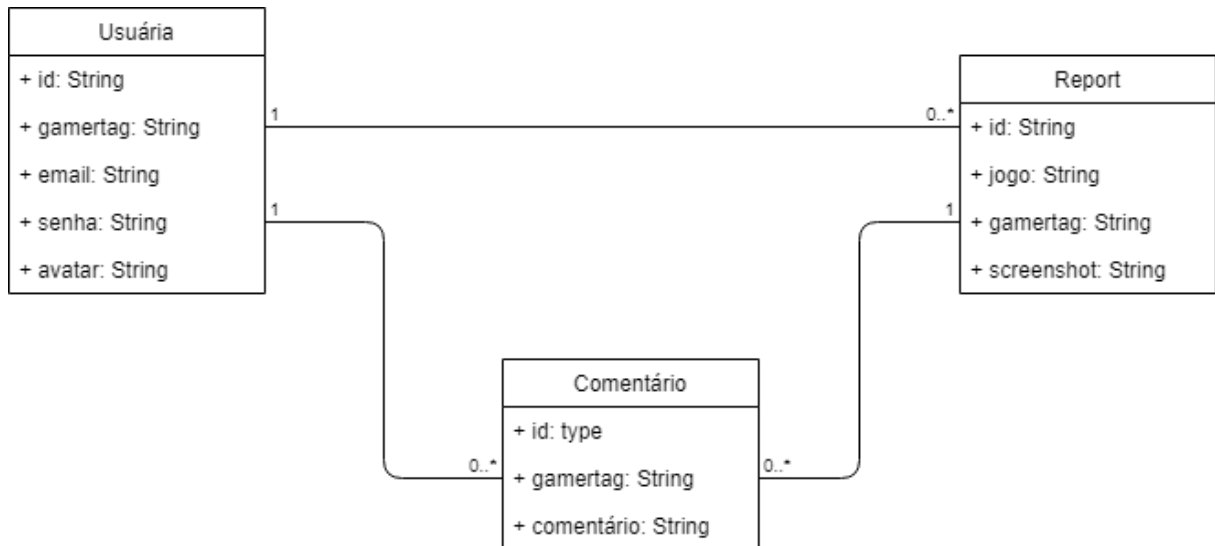 Usuária
+ id: String
+ gamertag: String
+ email: String
+ senha: String
+ avatar: String
1
1
0..*
1
Report
+ id: String
+ jogo: String
+ gamertag: String
+ screenshot: String
Comentário
+ id: type
+ gamertag: String
+ comentário: String
0..*
0..*